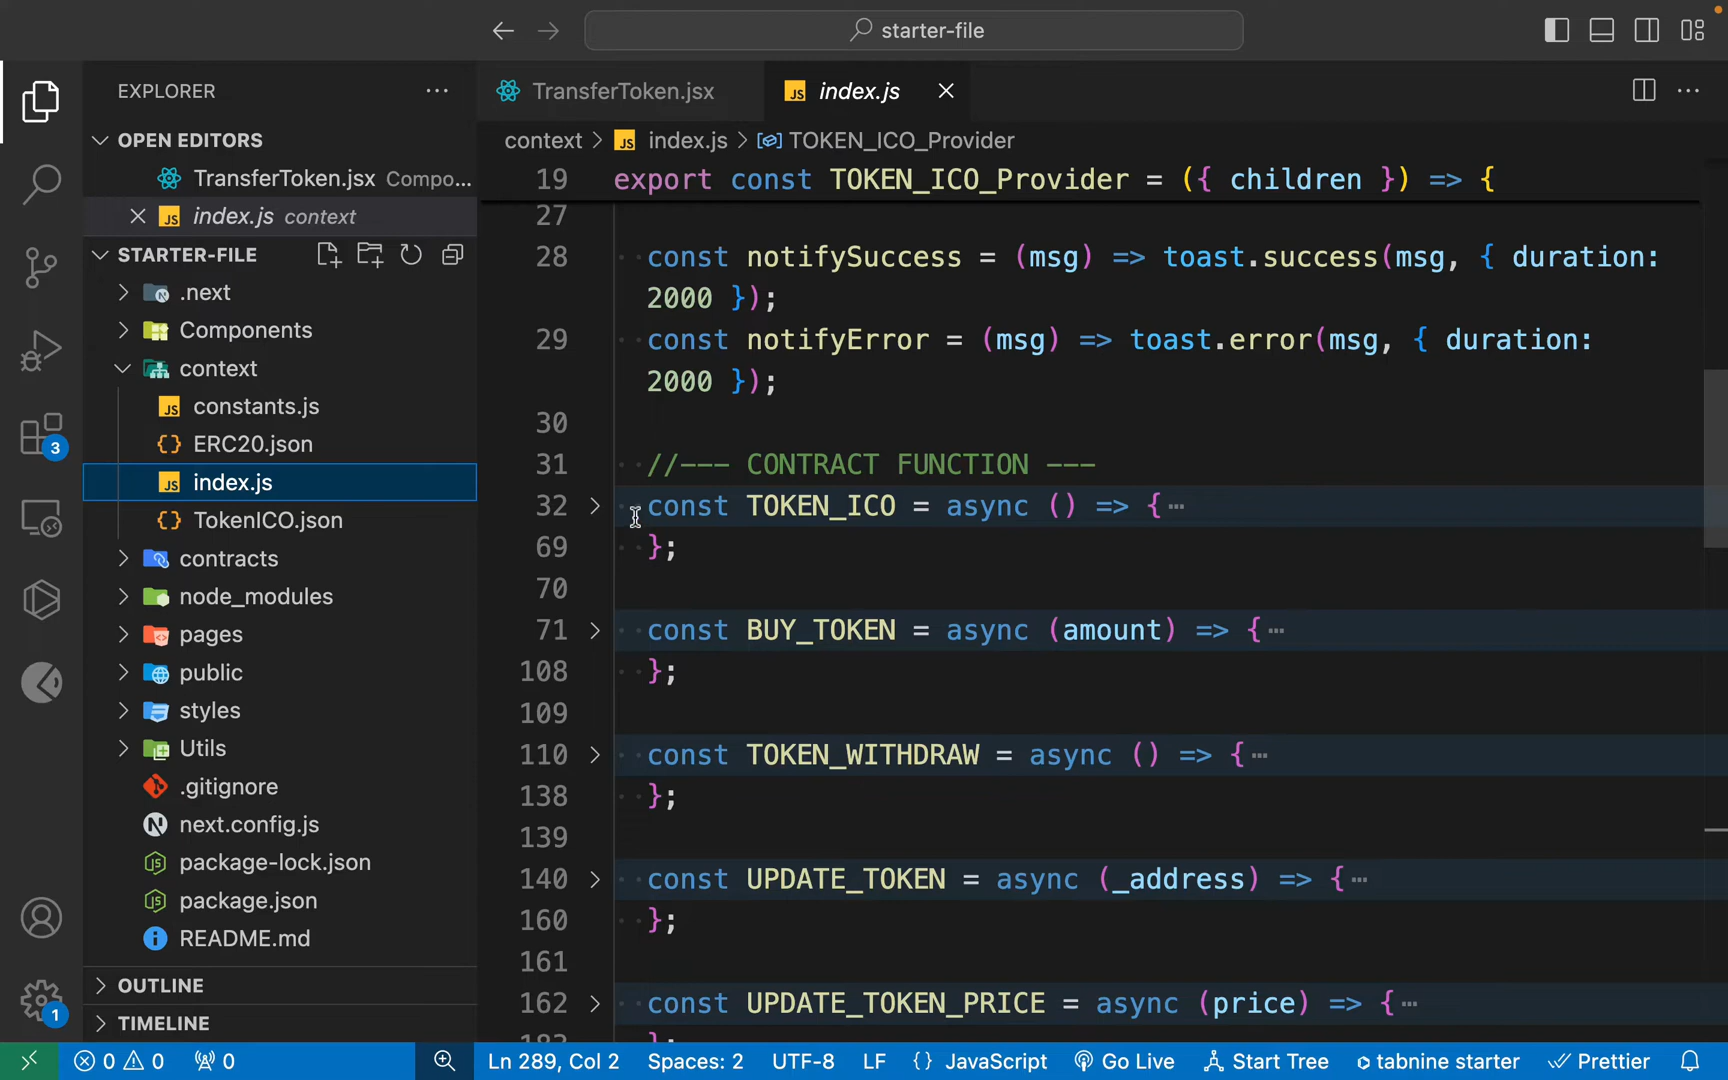 starter-file
EXPLORER
TransferToken.jsx
index.js
OPEN EDITORS
TransferToken.jsx Compo...
index.js context
STARTER-FILE
.next
Components
context
constants.js
ERC20.json
index.js
TokenICO.json
contracts
node_modules
pages
public
styles
Utils
.gitignore
next.config.js
package-lock.json
package.json
README.md
OUTLINE
TIMELINE
3
1
context > index.js > TOKEN_ICO_Provider
19 export const TOKEN_ICO_Provider = ({ children }) => {
27
28 const notifySuccess = (msg) => toast.success(msg, { duration:
2000 });
29 const notifyError = (msg) => toast.error(msg, { duration:
2000 });
30
31 //--- CONTRACT FUNCTION ---
32 const TOKEN_ICO = async () => {…
69 };
70
71 const BUY_TOKEN = async (amount) => {…
108 };
109
110 const TOKEN_WITHDRAW = async () => {…
138 };
139
140 const UPDATE_TOKEN = async (_address) => {…
160 };
161
162 const UPDATE_TOKEN_PRICE = async (price) => {…
0 0 0 Ln 289, Col 2 Spaces: 2 UTF-8 LF {} JavaScript Go Live Start Tree tabnine starter Prettier